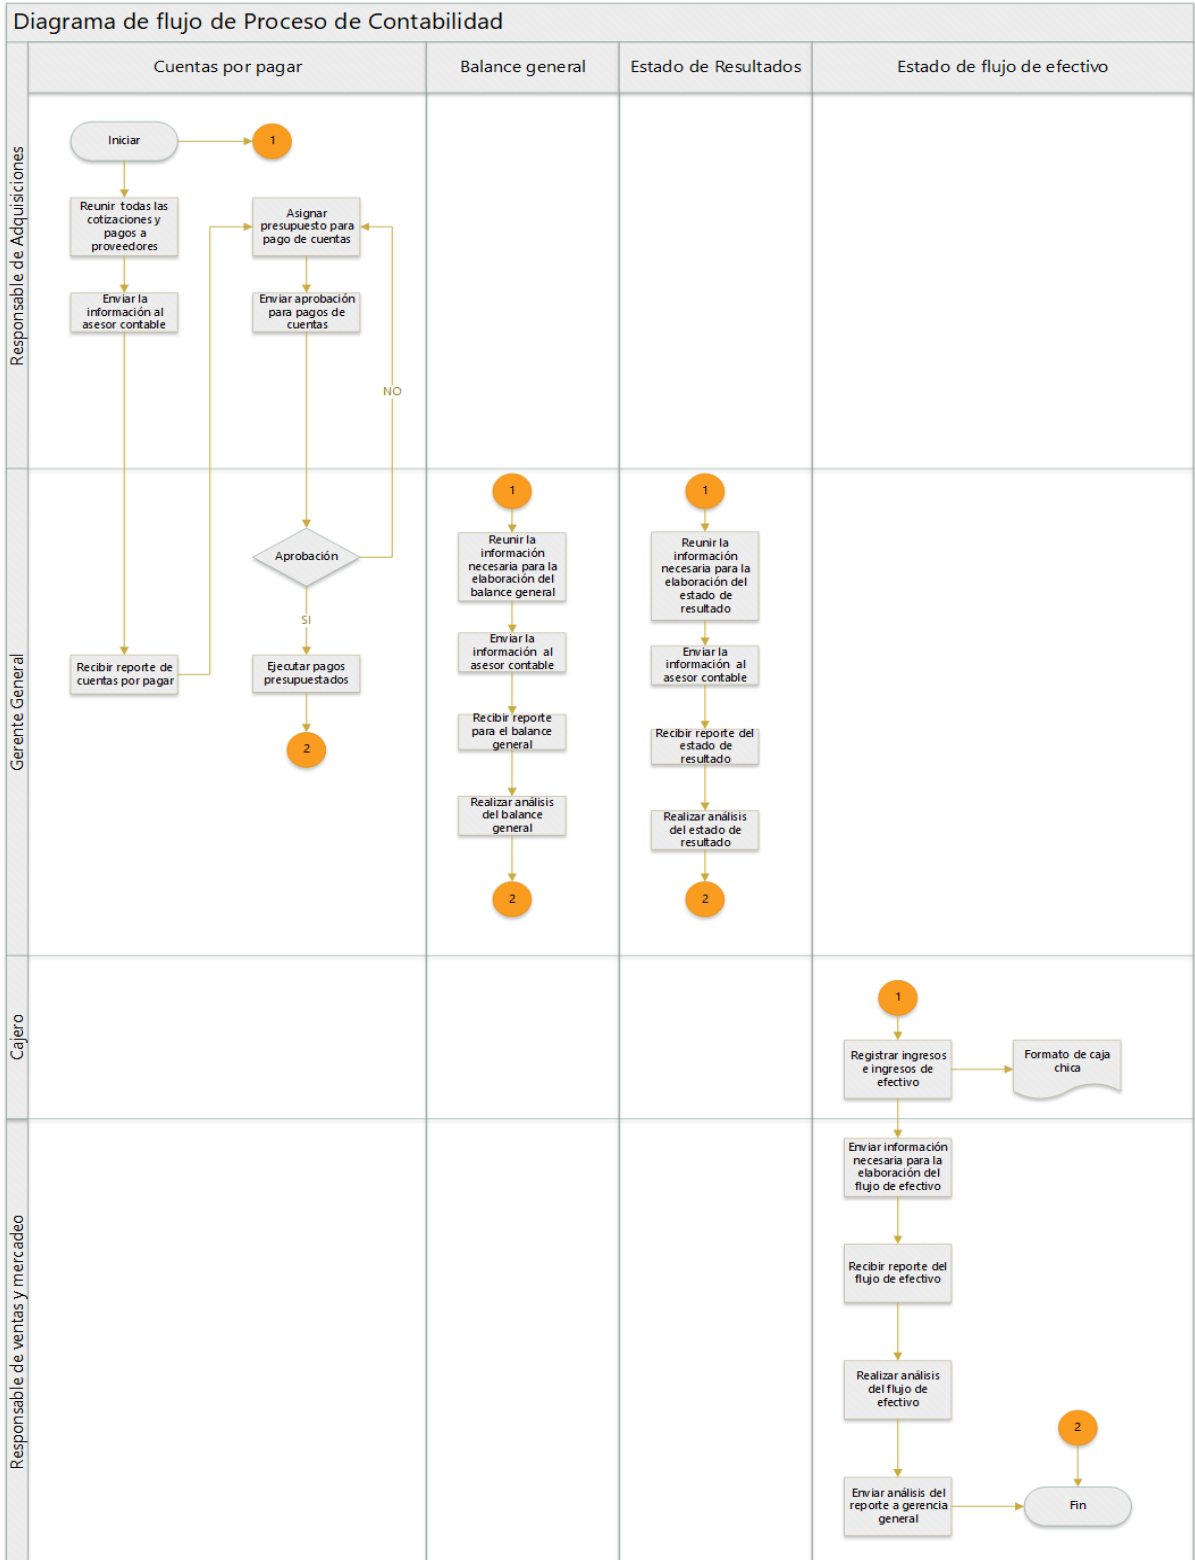 Diagrama de flujo de Proceso de Contabilidad
Cuentas por pagar
Balance general
Estado de Resultados
Estado de flujo de efectivo
Responsable de Adquisiciones
Iniciar
1
Reunir todas las
cotizaciones y
pagos a
proveedores
Enviar la
información al
asesor contable
Asignar
presupuesto para
pago de cuentas
Enviar aprobación
para pagos de
cuentas
NO
Gerente General
Aprobación
SI
Recibir reporte de
cuentas por pagar
Ejecutar pagos
presupuestados
2
1
Reunir la
información
necesaria para la
elaboración del
balance general
Enviar la
información al
asesor contable
Recibir reporte
para el balance
general
Realizar análisis
del balance
general
2
1
Reunir la
información
necesaria para la
elaboración del
estado de
resultado
Enviar la
información al
asesor contable
Recibir reporte del
estado de
resultado
Realizar análisis
del estado de
resultado
2
Cajero
1
Registrar ingresos
e ingresos de
efectivo
Formato de caja
chica
Responsable de ventas y mercadeo
Enviar información
necesaria para la
elaboración del
flujo de efectivo
Recibir reporte del
flujo de efectivo
Realizar análisis
del flujo de
efectivo
Enviar análisis del
reporte a gerencia
general
2
Fin